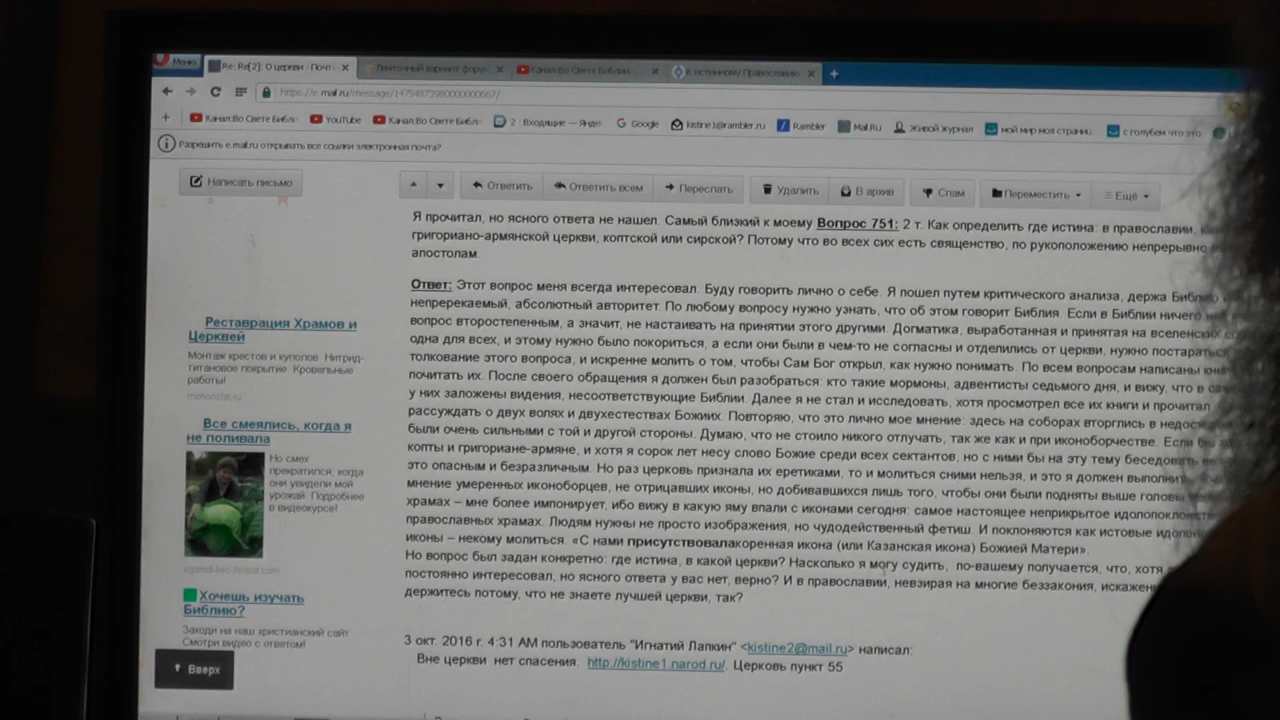 Меню
Re: Re[2]: О церкви - Почт
Ленточный вариант фору
Канал:Во Свете Библии
К истинному Православию
https://e.mail.ru/message/
Канал:Во Свете Библ
YouTube
Канал:Во Свете Библ
2 · Входящие — Янде
Google
kistine1@rambler.ru
Rambler
Mail.Ru
Живой журнал
мой мир моя страни
с голубем что это
Разрешить e.mail.ru открывать все ссылки электронная почта?
Написать письмо
Ответить
Ответить всем
Переслать
Удалить
В архив
Спам
Переместить
Ещё
Я прочитал, но ясного ответа не нашел. Самый близкий к моему Вопрос 751: 2 т. Как определить где истина: в православии,
григориано-армянской церкви, коптской или сирской? Потому что во всех сих есть священство, по рукоположению непрерывно
апостолам.
Ответ: Этот вопрос меня всегда интересовал. Буду говорить лично о себе. Я пошел путем критического анализа, держа
непререкаемый, абсолютный авторитет. По любому вопросу нужно узнать, что об этом говорит Библия. Если в Библии ничего
вопрос второстепенным, а значит, не настаивать на принятии этого другими. Догматика, выработанная и принятая на вселенских
одна для всех, и этому нужно было покориться, а если они были в чем-то не согласны и отделились от церкви, нужно
толкование этого вопроса, и искренне молить о том, чтобы Сам Бог открыл, как нужно понимать. По всем вопросам написаны
почитать их. После своего обращения я должен был разобраться: кто такие мормоны, адвентисты седьмого дня, и вижу, что в
у них заложены видения, несоответствующие Библии. Далее я не стал и исследовать, хотя просмотрел все их книги и прочитал
рассуждать о двух волях и двухестествах Божиих. Повторяю, что это лично мое мнение: здесь на соборах вторглись в
были очень сильными с той и другой стороны. Думаю, что не стоило никого отлучать, так же как и при иконоборчестве. Если
копты и григориане-армяне, и хотя я сорок лет несу слово Божие среди всех сектантов, но с ними бы на эту тему беседовать
это опасным и безразличным. Но раз церковь признала их еретиками, то и молиться сними нельзя, и это я должен
мнение умеренных иконоборцев, не отрицавших иконы, но добивавшихся лишь того, чтобы они были подняты выше головы
храмах – мне более импонирует, ибо вижу в какую яму впали с иконами сегодня: самое настоящее неприкрытое
православных храмах. Людям нужны не просто изображения, но чудодейственный фетиш. И поклоняются как истовые
иконы – некому молиться. «С нами присутствовалакоренная икона (или Казанская икона) Божией Матери».
Но вопрос был задан конкретно: где истина, в какой церкви? Насколько я могу судить, по-вашему получается, что, хотя
постоянно интересовал, но ясного ответа у вас нет, верно? И в православии, невзирая на многие беззакония,
держитесь потому, что не знаете лучшей церкви, так?
3 окт. 2016 г. 4:31 AM пользователь "Игнатий Лапкин" <kistine2@mail.ru> написал:
Вне церкви нет спасения. http://kistine1.narod.ru/. Церковь пункт 55
Реставрация Храмов и
Церквей
Монтаж крестов и куполов. Нитрид-
титановое покрытие. Кровельные
работы!
Все смеялись, когда я
не поливала
Но смех
прекратился, когда
они увидели мой
урожай. Подробнее
в видеокурсе!
Хочешь изучать
Библию?
Заходи на наш христианский сайт
Смотри видео с ответом!
Вверх